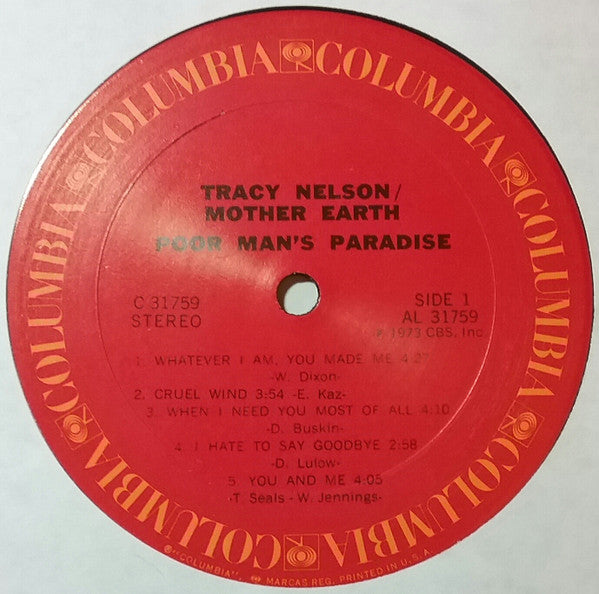 COLUMBIA COLUMBIA COLUMBIA COLUMBIA COLUMBIA COLUMBIA
TRACY NELSON/
MOTHER EARTH
POOR MAN'S PARADISE
C 31759
STEREO
SIDE 1
AL 31759
℗ 1973 CBS, Inc
1. WHATEVER I AM, YOU MADE ME 4:27
-W. Dixon-
2. CRUEL WIND 3:54 -E. Kaz-
3. WHEN I NEED YOU MOST OF ALL 4:10
-D. Buskin-
4. I HATE TO SAY GOODBYE 2:58
-D. Lulow-
5 YOU AND ME 4:05
-T. Seals - W. Jennings-
®"COLUMBIA", MARCAS REG. PRINTED IN U.S.A.